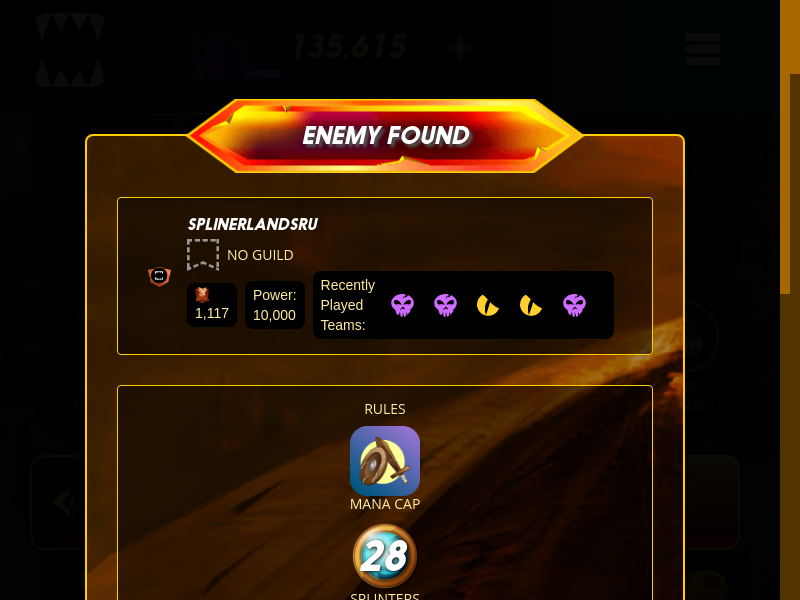 135.615
ENEMY FOUND
SPLINERLANDSRU
NO GUILD
1,117
Power:
10,000
Recently
Played
Teams:
RULES
MANA CAP
28
SPLINTERS